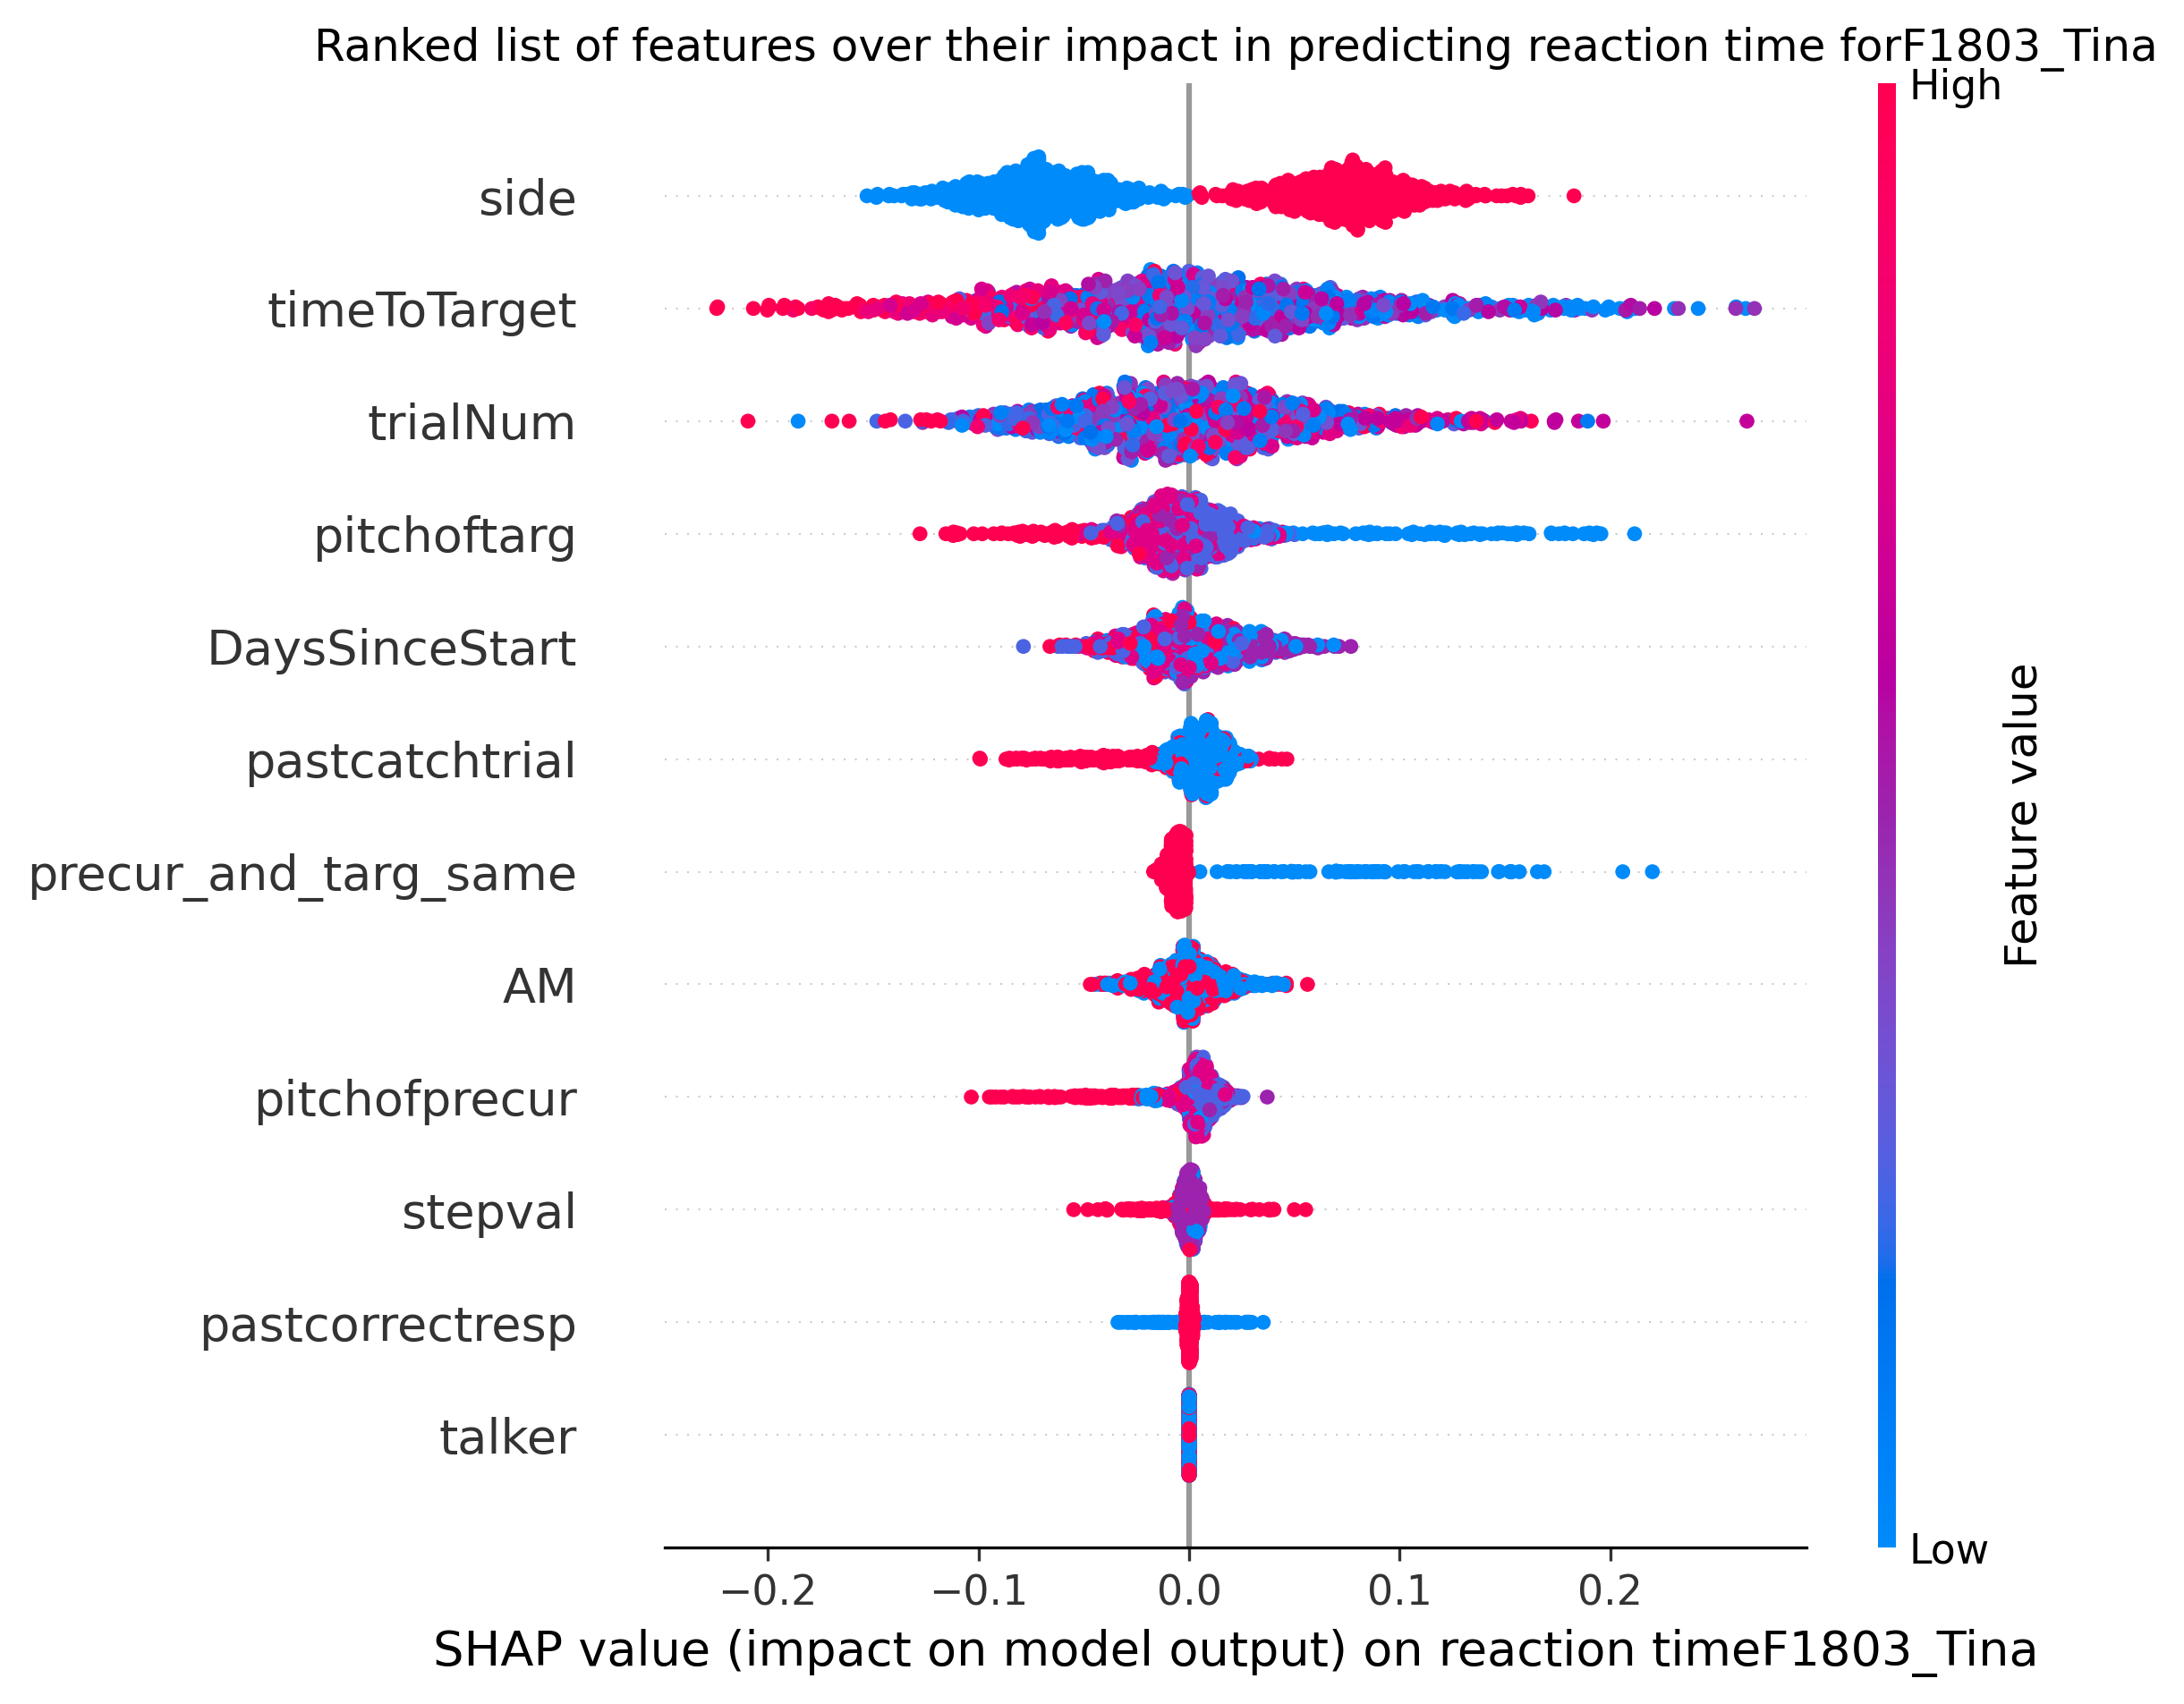 Ranked list of features over their impact in predicting reaction time forF1803_Tina
High
side
timeToTarget
trialNum
pitchoftarg
DaysSinceStart
pastcatchtrial
precur_and_targ_same
AM
pitchofprecur
stepval
pastcorrectresp
talker
Feature value
Low
−0.2 −0.1 0.0 0.1 0.2
SHAP value (impact on model output) on reaction timeF1803_Tina